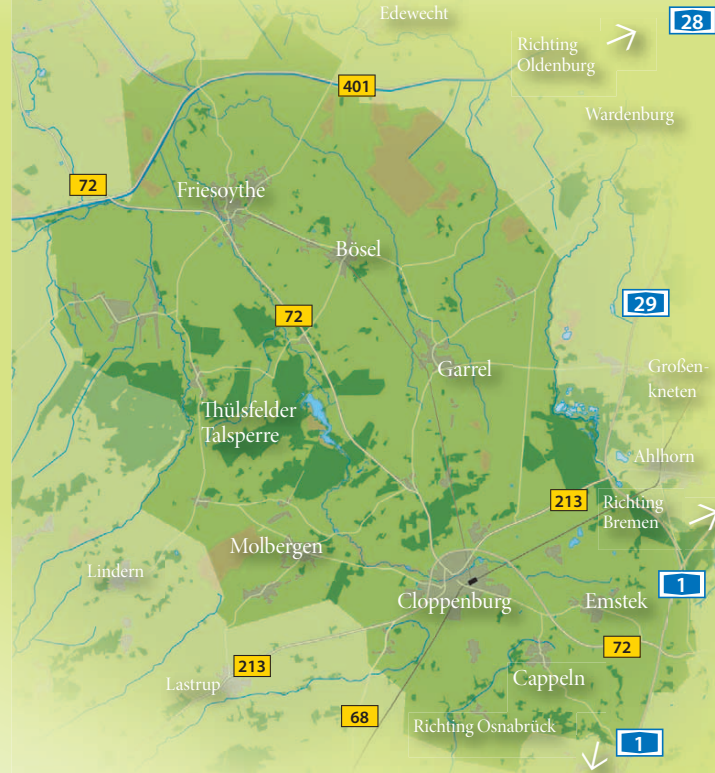 Edewecht
28
Richting
Oldenburg
401
Wardenburg
72
Friesoythe
Bösel
29
72
Garrel
Großen-
kneten
Thülsfelder
Talsperre
Ahlhorn
213
Richting
Bremen
Molbergen
Lindern
1
Cloppenburg
Emstek
72
213
Cappeln
Lastrup
68
Richting Osnabrück
1